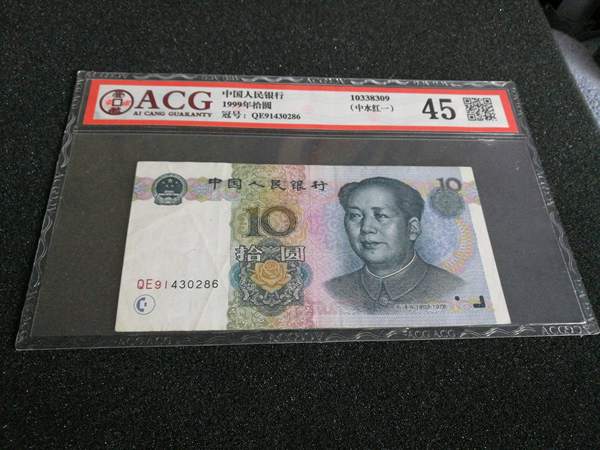 ACG
AI CANG GUARANTY
中国人民银行
1999年拾圆
冠号：QE91430286
10338309
（中水红一）
45
中国人民银行
10
10
拾圆
QE91430286